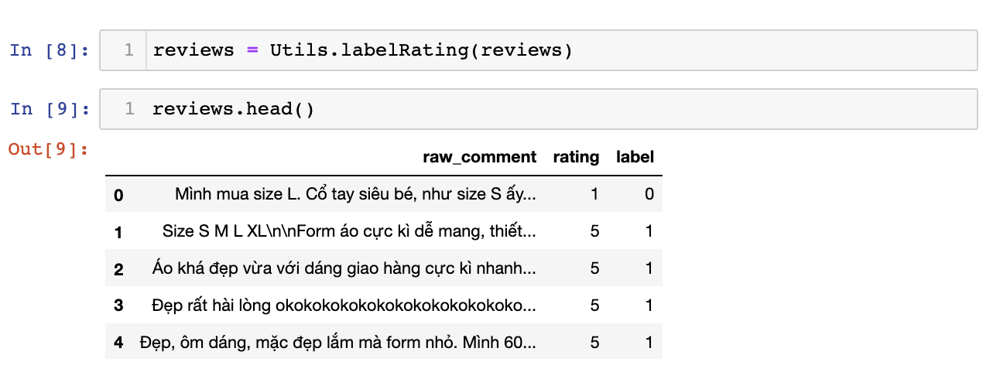 In [8]: 1 reviews = Utils.labelRating(reviews)
In [9]: 1 reviews.head()
Out[9]:
raw_comment rating label
0 Mình mua size L. Cổ tay siêu bé, như size S ấy... 1 0
1 Size S M L XL\n\nForm áo cực kì dễ mang, thiết... 5 1
2 Áo khá đẹp vừa với dáng giao hàng cực kì nhanh... 5 1
3 Đẹp rất hài lòng okokokokokokokokokokokokoko... 5 1
4 Đẹp, ôm dáng, mặc đẹp lắm mà form nhỏ. Mình 60... 5 1